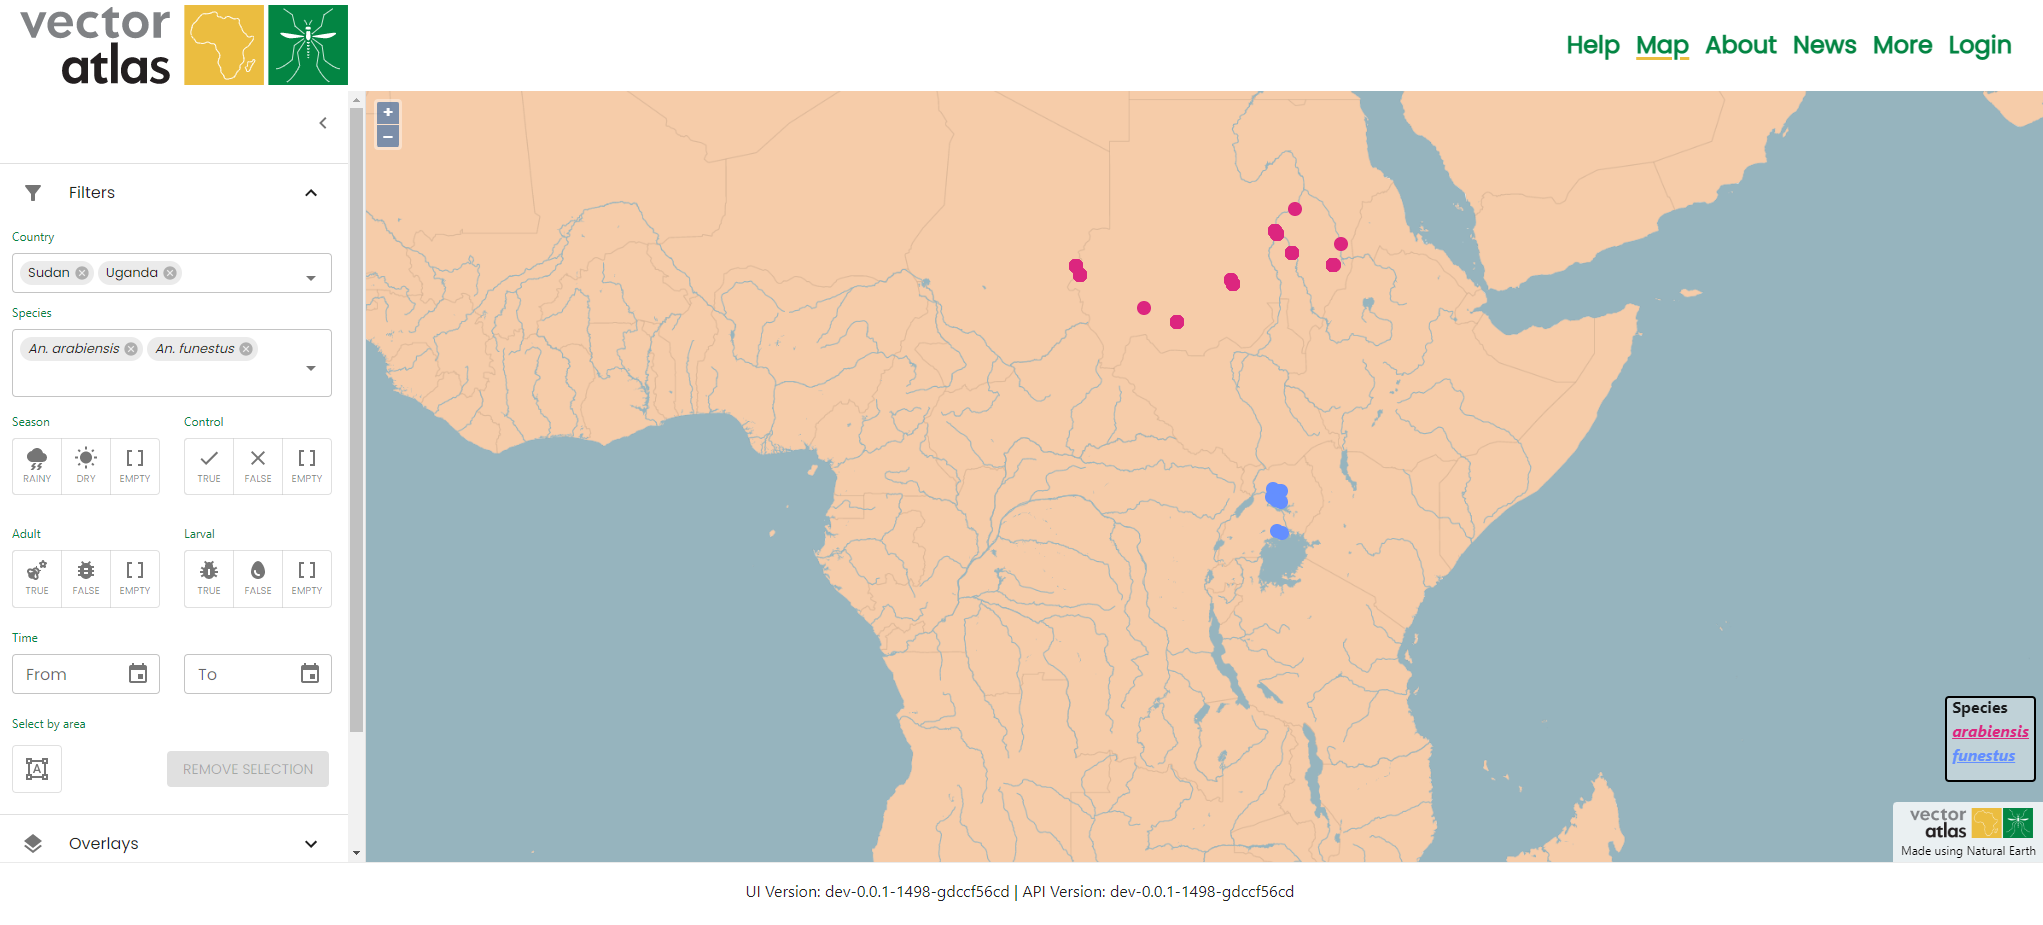 vector
atlas
Help Map About News More Login
Filters
Country
Sudan Uganda
Species
An. arabiensis An. funestus
Season Control
RAINY DRY EMPTY TRUE FALSE EMPTY
Adult Larval
TRUE FALSE EMPTY TRUE FALSE EMPTY
Time
From To
Select by area
A REMOVE SELECTION
Overlays
+
−
Species
arabiensis
funestus
vector
atlas
Made using Natural Earth
UI Version: dev-0.0.1-1498-gdccf56cd | API Version: dev-0.0.1-1498-gdccf56cd